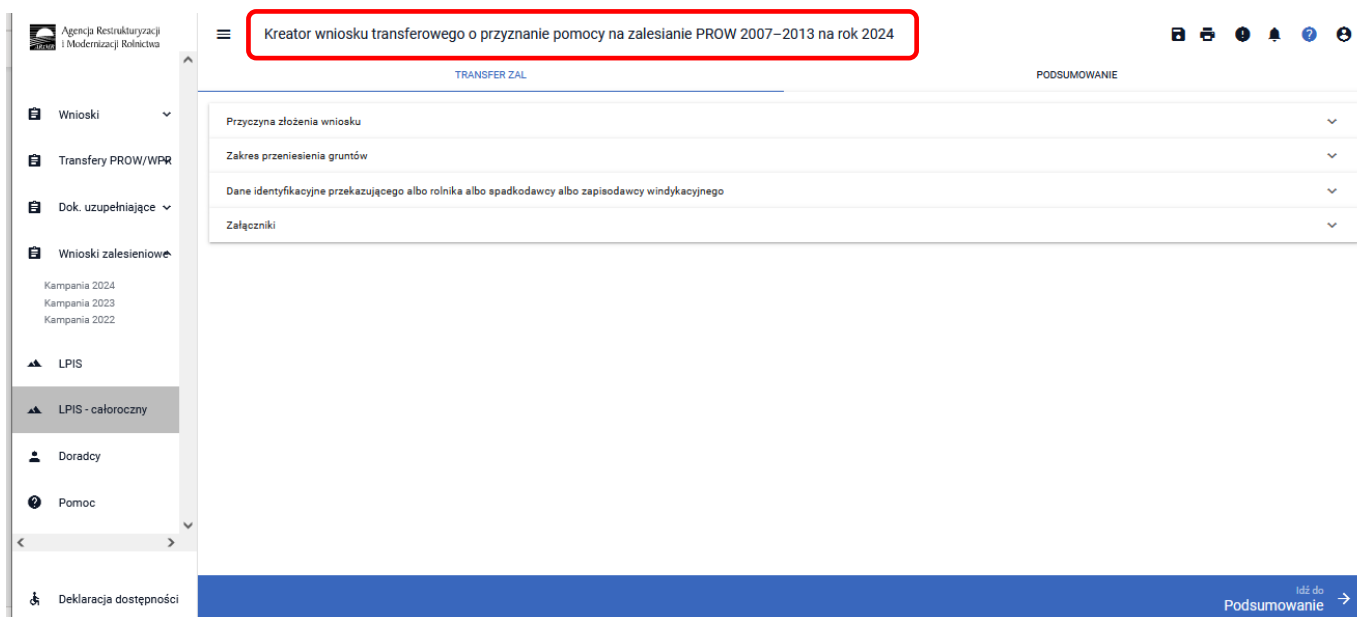 Agencja Restrukturyzacji
i Modernizacji Rolnictwa
Kreator wniosku transferowego o przyznanie pomocy na zalesianie PROW 2007–2013 na rok 2024
TRANSFER ZAL
PODSUMOWANIE
Wnioski
Transfery PROW/WPR
Dok. uzupełniające
Wnioski zalesieniowe
Kampania 2024
Kampania 2023
Kampania 2022
LPIS
LPIS - całoroczny
Doradcy
Pomoc
Deklaracja dostępności
Przyczyna złożenia wniosku
Zakres przeniesienia gruntów
Dane identyfikacyjne przekazującego albo rolnika albo spadkodawcy albo zapisodawcy windykacyjnego
Załączniki
Idź do
Podsumowanie